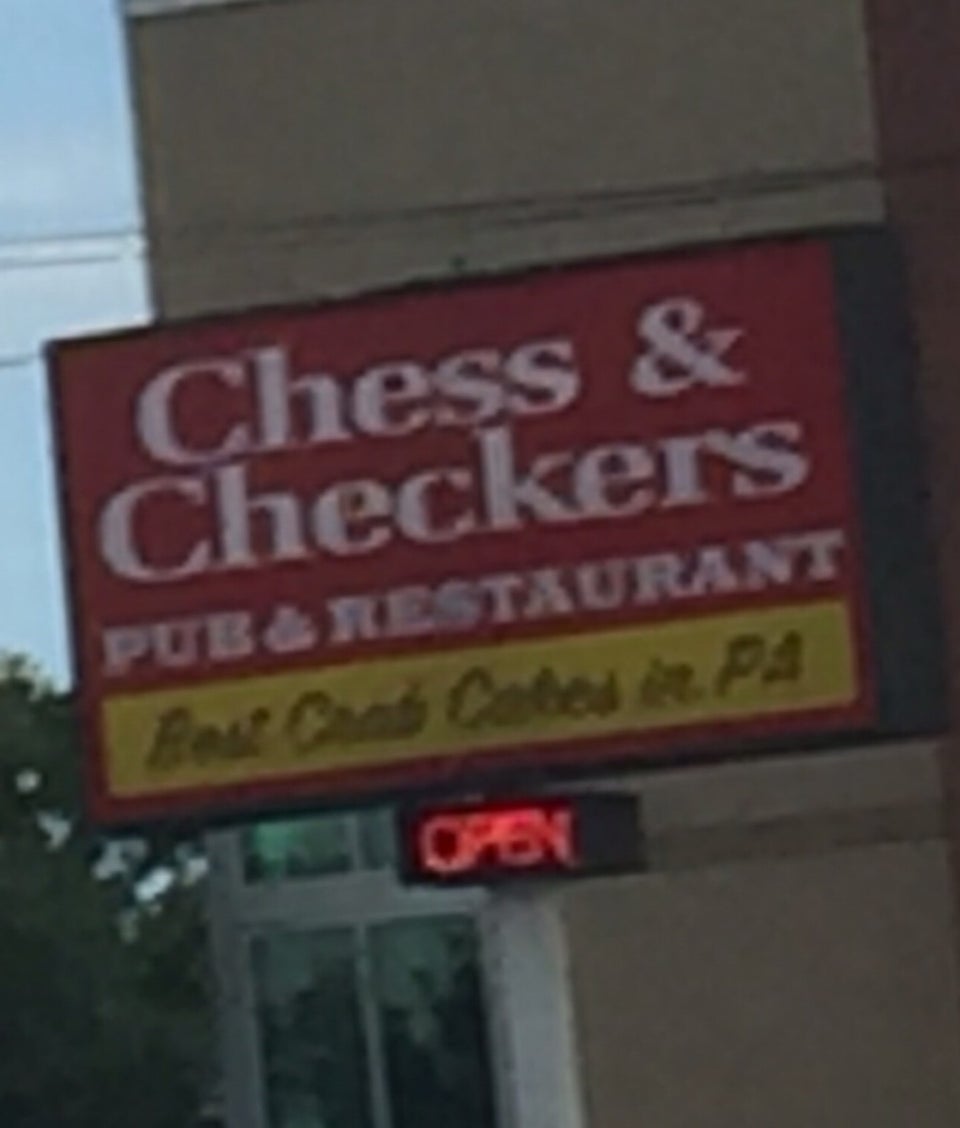 Chess &
Checkers
PUB & RESTAURANT
Best Crab Cakes in PA
OPEN